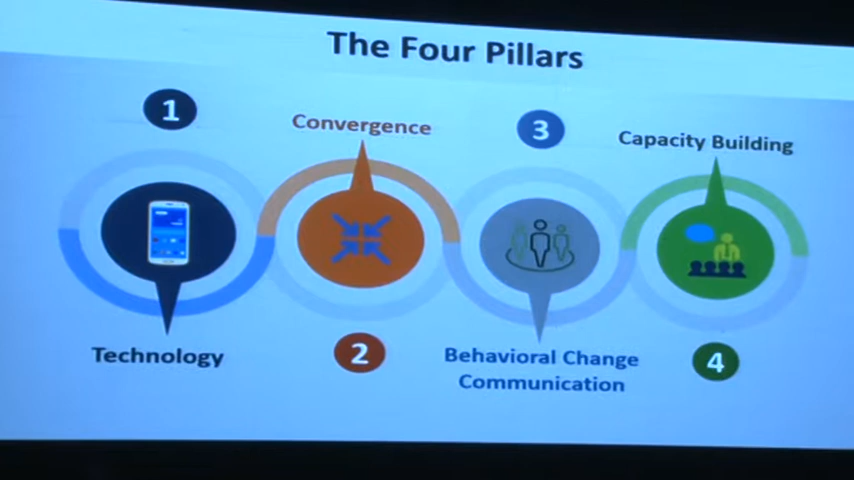 The Four Pillars
1
Convergence
3
Capacity Building
Technology
2
Behavioral Change
Communication
4